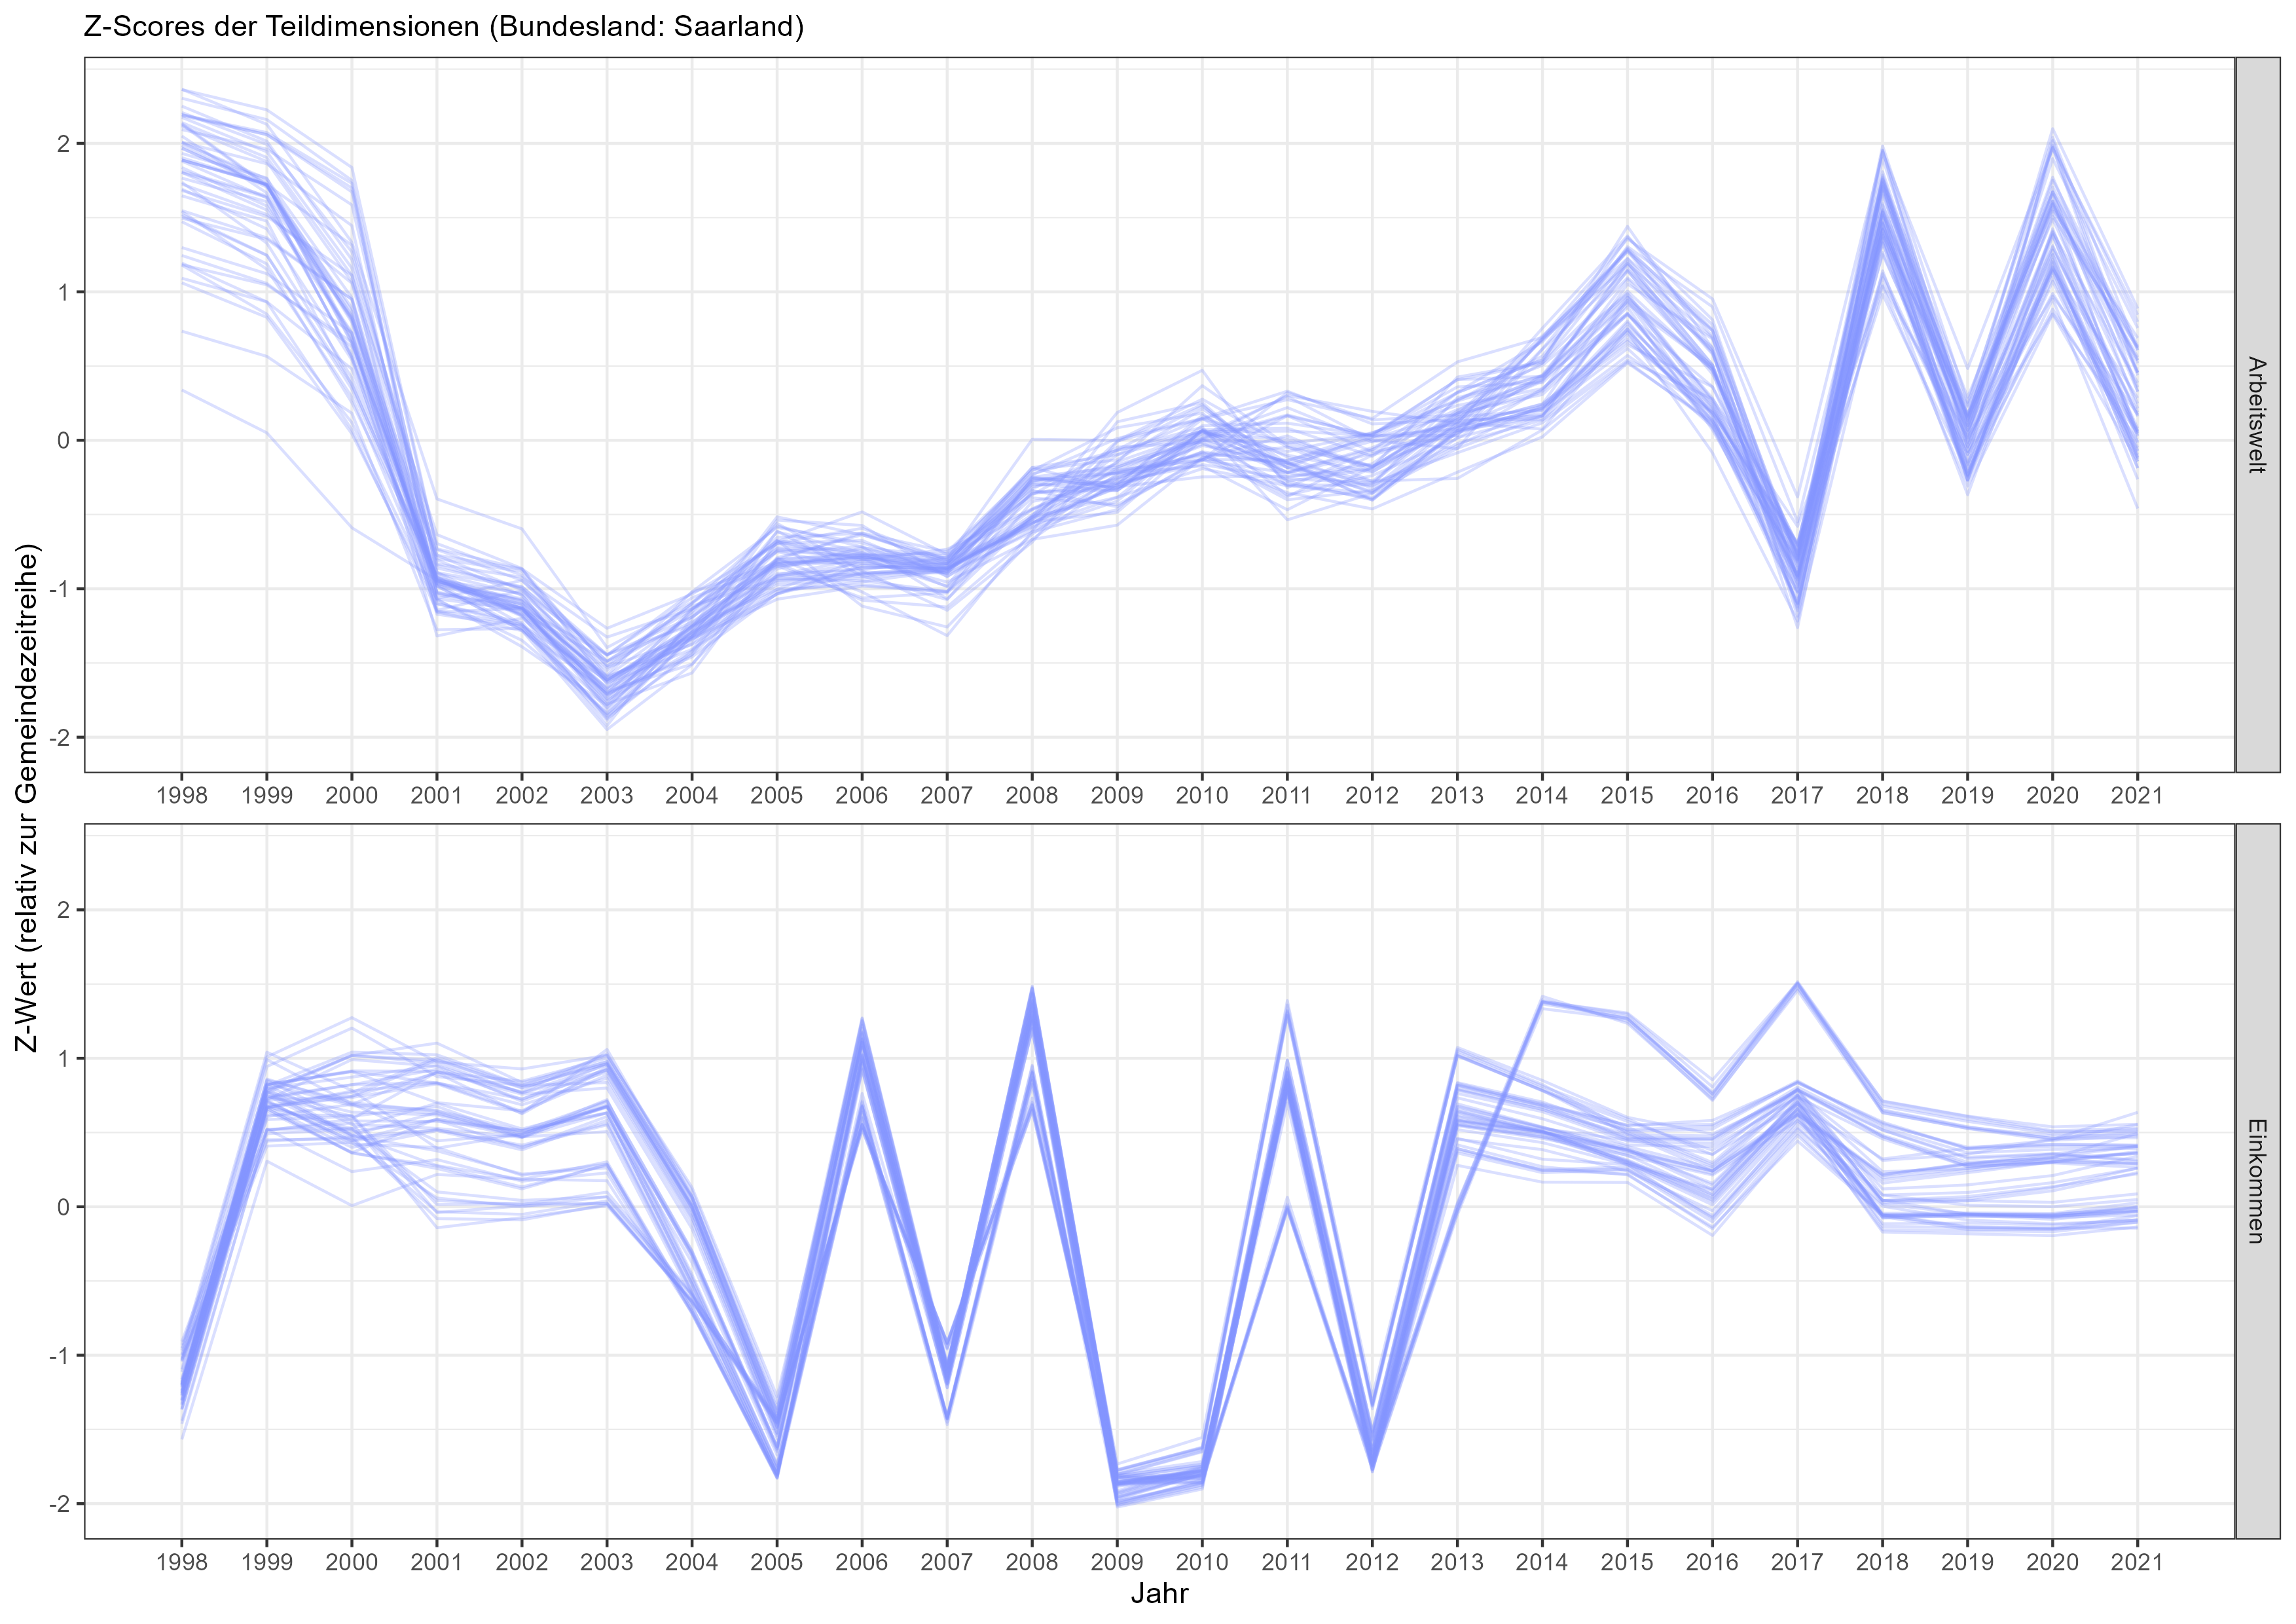 Z-Scores der Teildimensionen (Bundesland: Saarland)
Z-Wert (relativ zur Gemeindezeitreihe)
2
1
0
-1
-2
Arbeitswelt
1998 1999 2000 2001 2002 2003 2004 2005 2006 2007 2008 2009 2010 2011 2012 2013 2014 2015 2016 2017 2018 2019 2020 2021
2
1
0
-1
-2
Einkommen
1998 1999 2000 2001 2002 2003 2004 2005 2006 2007 2008 2009 2010 2011 2012 2013 2014 2015 2016 2017 2018 2019 2020 2021
Jahr